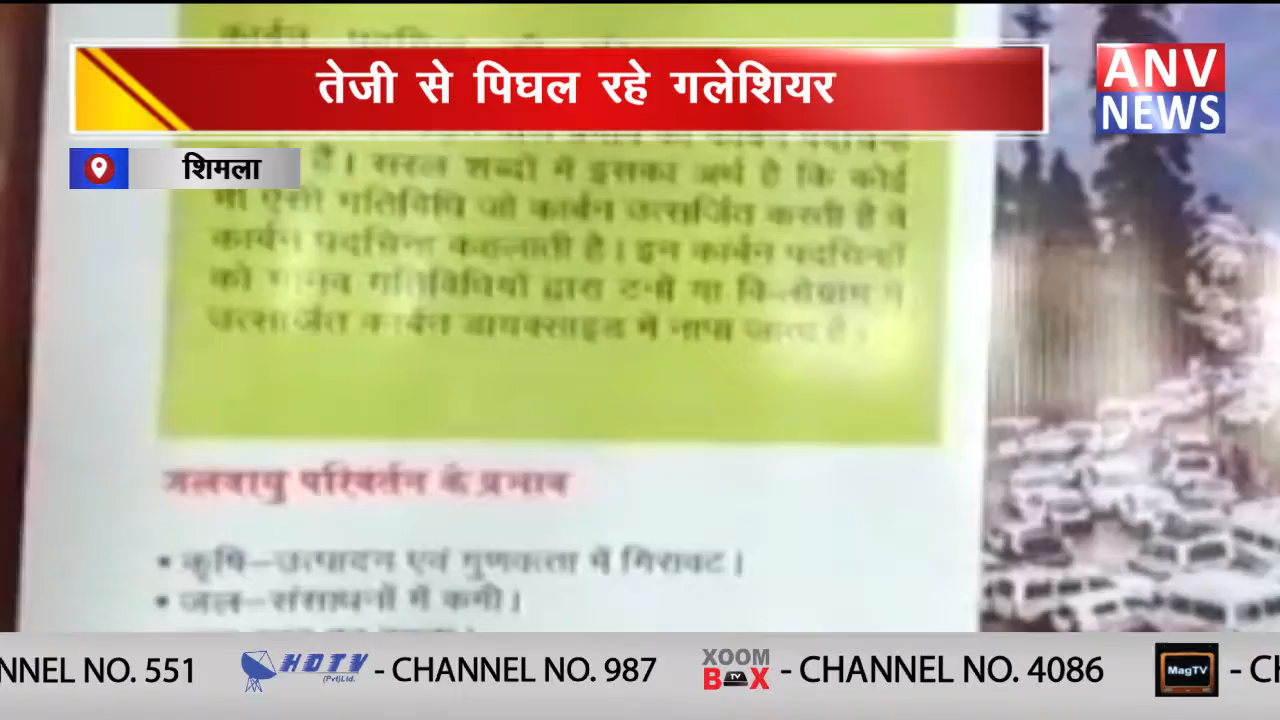 तेजी से पिघल रहे गलेशियर
ANV
NEWS
शिमला
है। सरल शब्दों में इसका अर्थ है कि कोई
भी ऐसी गतिविधि जो कार्बन उत्सर्जित करती है वे
कार्बन पदचिन्ह कहलाती है। इन कार्बन पदचिन्हों
को मानव गतिविधियों द्वारा टनों या किलोग्राम में
उत्सर्जित कार्बन डायक्साइड में नापा जाता है।
जलवायु परिवर्तन के प्रभाव
• कृषि–उत्पादन एवं गुणवत्ता में गिरावट।
• जल–संसाधनों में कमी।
NNEL NO. 551 HDTV (Pvt)Ltd. - CHANNEL NO. 987 XOOM BOX TV - CHANNEL NO. 4086 MagTV - C